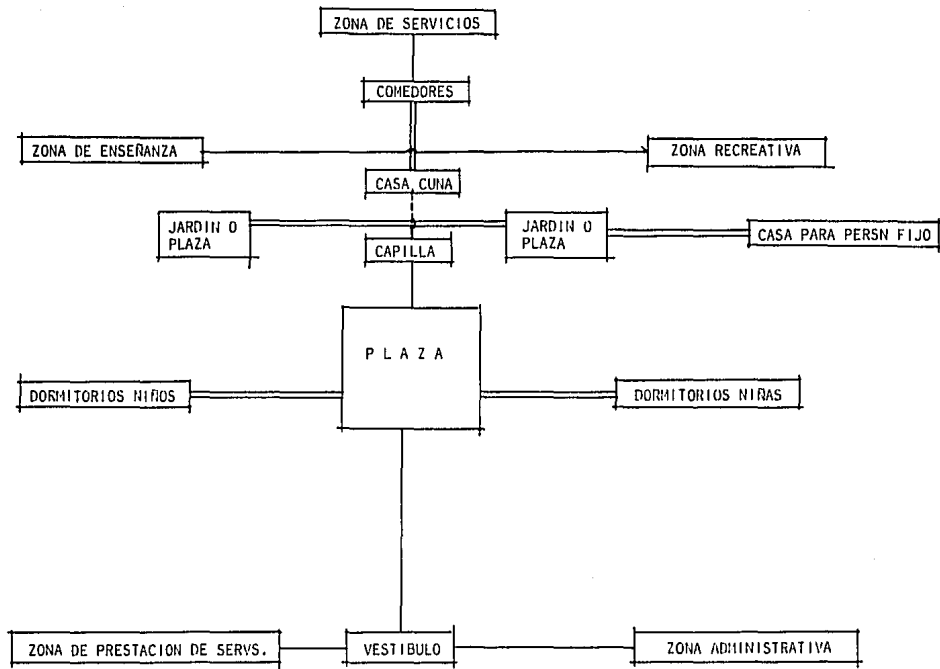 ZONA DE SERVICIOS
COMEDORES
ZONA DE ENSEÑANZA
ZONA RECREATIVA
CASA CUNA
JARDIN O
PLAZA
JARDIN O
PLAZA
CASA PARA PERSN FIJO
CAPILLA
PLAZA
DORMITORIOS NIÑOS
DORMITORIOS NIÑAS
ZONA DE PRESTACION DE SERVS.
VESTIBULO
ZONA ADMINISTRATIVA